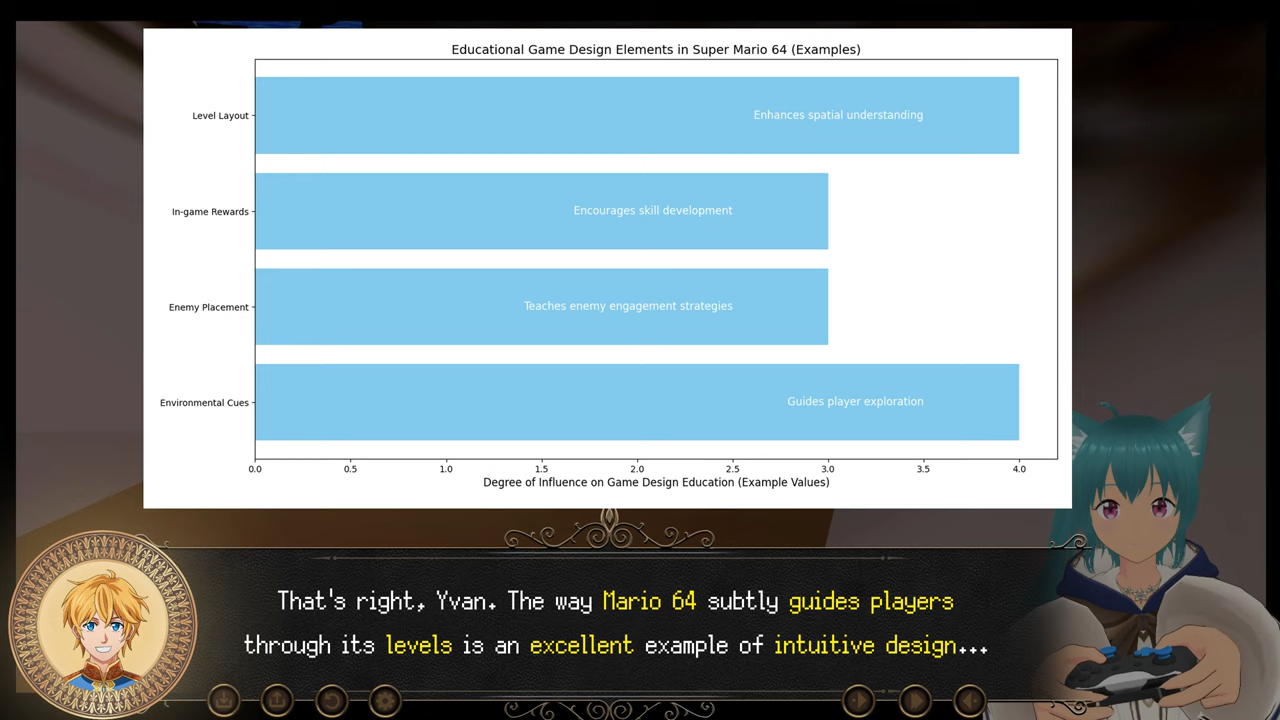 Educational Game Design Elements in Super Mario 64 (Examples)
Level Layout
Enhances spatial understanding
In-game Rewards
Encourages skill development
Enemy Placement
Teaches enemy engagement strategies
Environmental Cues
Guides player exploration
0.0 0.5 1.0 1.5 2.0 2.5 3.0 3.5 4.0
Degree of Influence on Game Design Education (Example Values)
That's right, Yvan. The way Mario 64 subtly guides players
through its levels is an excellent example of intuitive design...